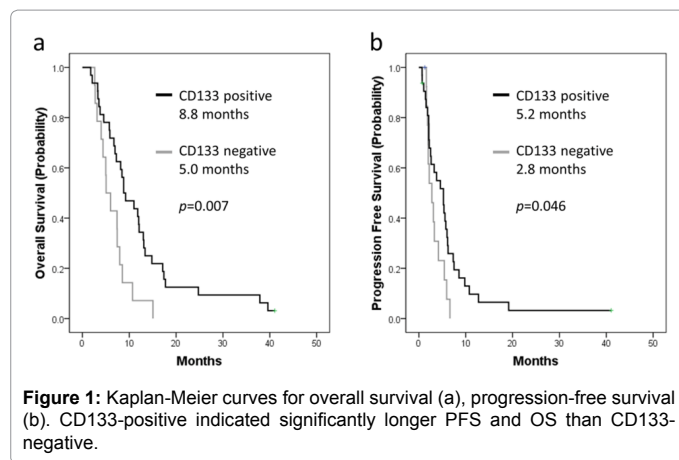 a
1.0
0.8
0.6
0.4
0.2
0.0
Overall Survival (Probability)
CD133 positive
8.8 months
CD133 negative
5.0 months
p=0.007
0 10 20 30 40 50
Months
b
1.0
0.8
0.6
0.4
0.2
0.0
Progression Free Survival (Probability)
CD133 positive
5.2 months
CD133 negative
2.8 months
p=0.046
0 10 20 30 40 50
Months
Figure 1: Kaplan-Meier curves for overall survival (a), progression-free survival
(b). CD133-positive indicated significantly longer PFS and OS than CD133-
negative.